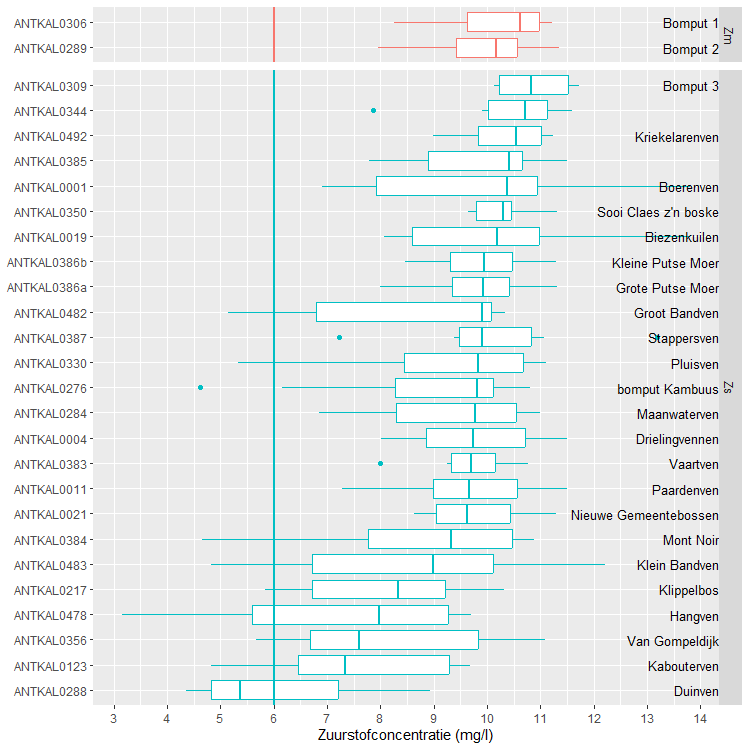 ANTKAL0306 Bomput 1
ANTKAL0289 Bomput 2
Zm
ANTKAL0309 Bomput 3
ANTKAL0344
ANTKAL0492 Kriekelarenven
ANTKAL0385
ANTKAL0001 Boerenven
ANTKAL0350 Sooi Claes z'n boske
ANTKAL0019 Biezenkuilen
ANTKAL0386b Kleine Putse Moer
ANTKAL0386a Grote Putse Moer
ANTKAL0482 Groot Bandven
ANTKAL0387 Stappersven
ANTKAL0330 Pluisven
ANTKAL0276 bomput Kambuus
ANTKAL0284 Maanwaterven
ANTKAL0004 Drielingvennen
ANTKAL0383 Vaartven
ANTKAL0011 Paardenven
ANTKAL0021 Nieuwe Gemeentebossen
ANTKAL0384 Mont Noir
ANTKAL0483 Klein Bandven
ANTKAL0217 Klippelbos
ANTKAL0478 Hangven
ANTKAL0356 Van Gompeldijk
ANTKAL0123 Kabouterven
ANTKAL0288 Duinven
Zs
3 4 5 6 7 8 9 10 11 12 13 14
Zuurstofconcentratie (mg/l)